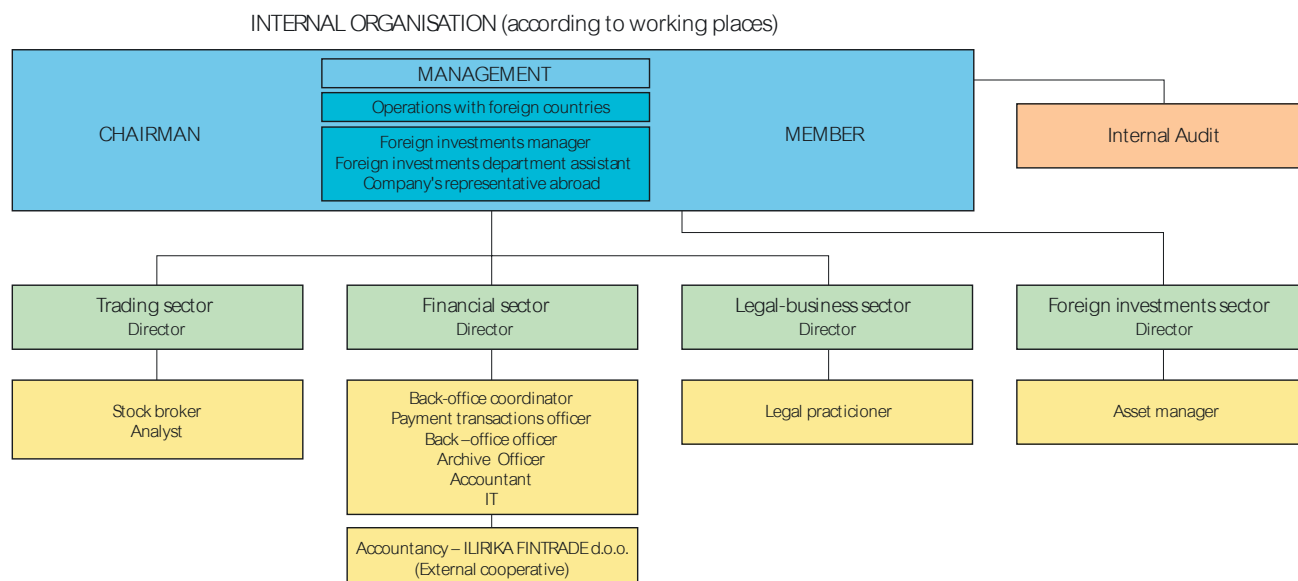 INTERNAL ORGANISATION (according to working places)
MANAGEMENT
Operations with foreign countries
CHAIRMAN
MEMBER
Internal Audit
Foreign investments manager
Foreign investments department assistant
Company's representative abroad
Trading sector
Director
Financial sector
Director
Legal-business sector
Director
Foreign investments sector
Director
Stock broker
Analyst
Back-office coordinator
Payment transactions officer
Back –office officer
Archive Officer
Accountant
IT
Legal practicioner
Asset manager
Accountancy – ILIRIKA FINTRADE d.o.o.
(External cooperative)